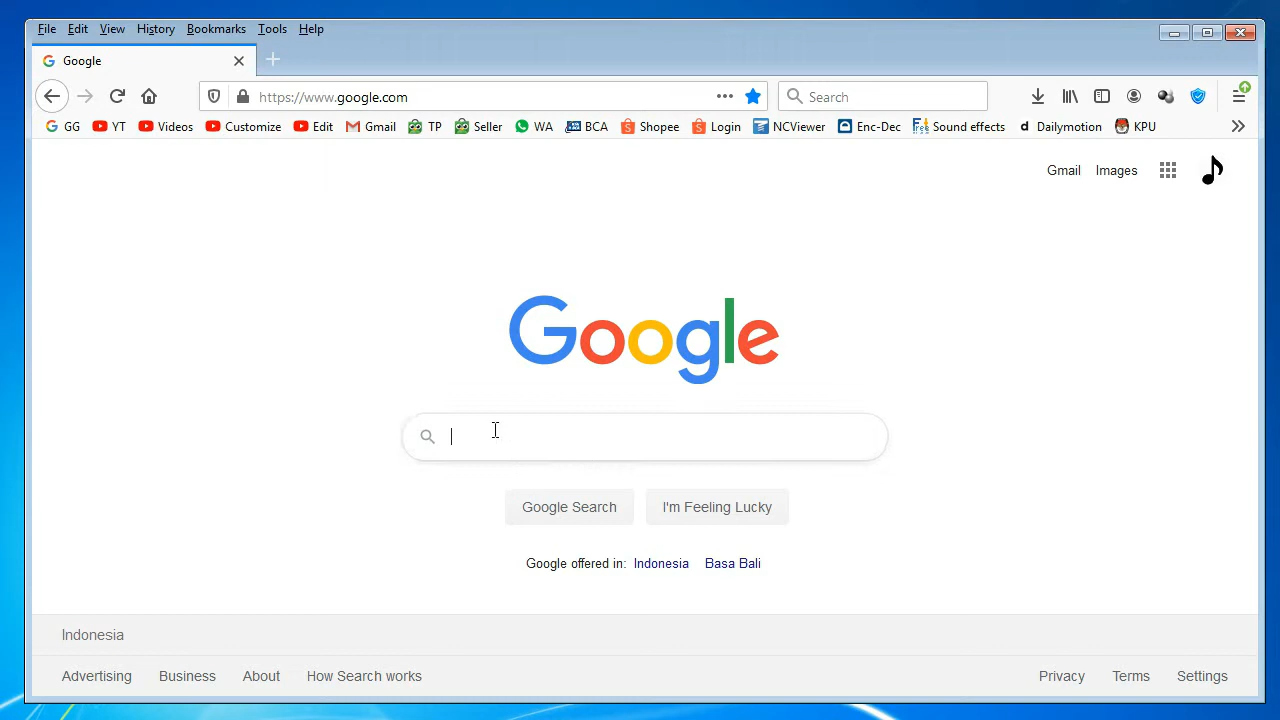 File Edit View History Bookmarks Tools Help
Google
https://www.google.com
Search
GG YT Videos Customize Edit Gmail TP Seller WA BCA Shopee Login NCViewer Enc-Dec Sound effects Dailymotion KPU
Gmail Images
Google
Google Search I'm Feeling Lucky
Google offered in: Indonesia Basa Bali
Indonesia
Advertising Business About How Search works Privacy Terms Settings